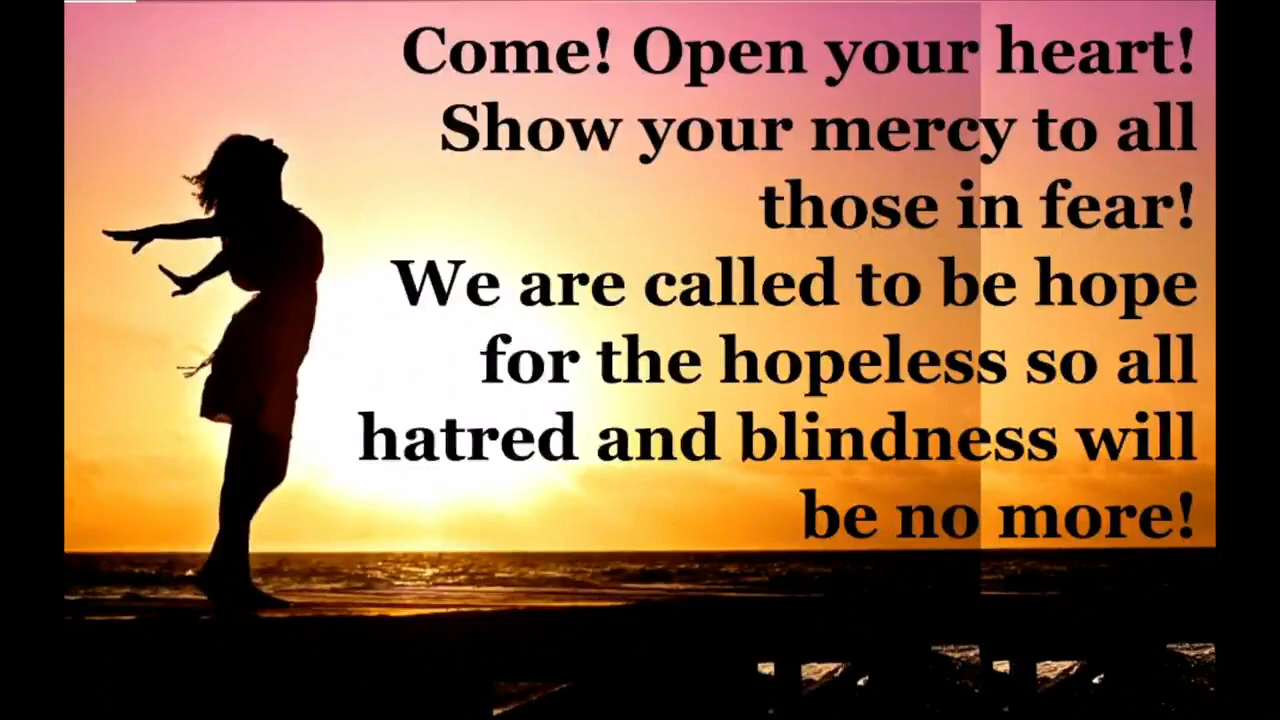 Come! Open your heart!
Show your mercy to all
those in fear!
We are called to be hope
for the hopeless so all
hatred and blindness will
be no more!